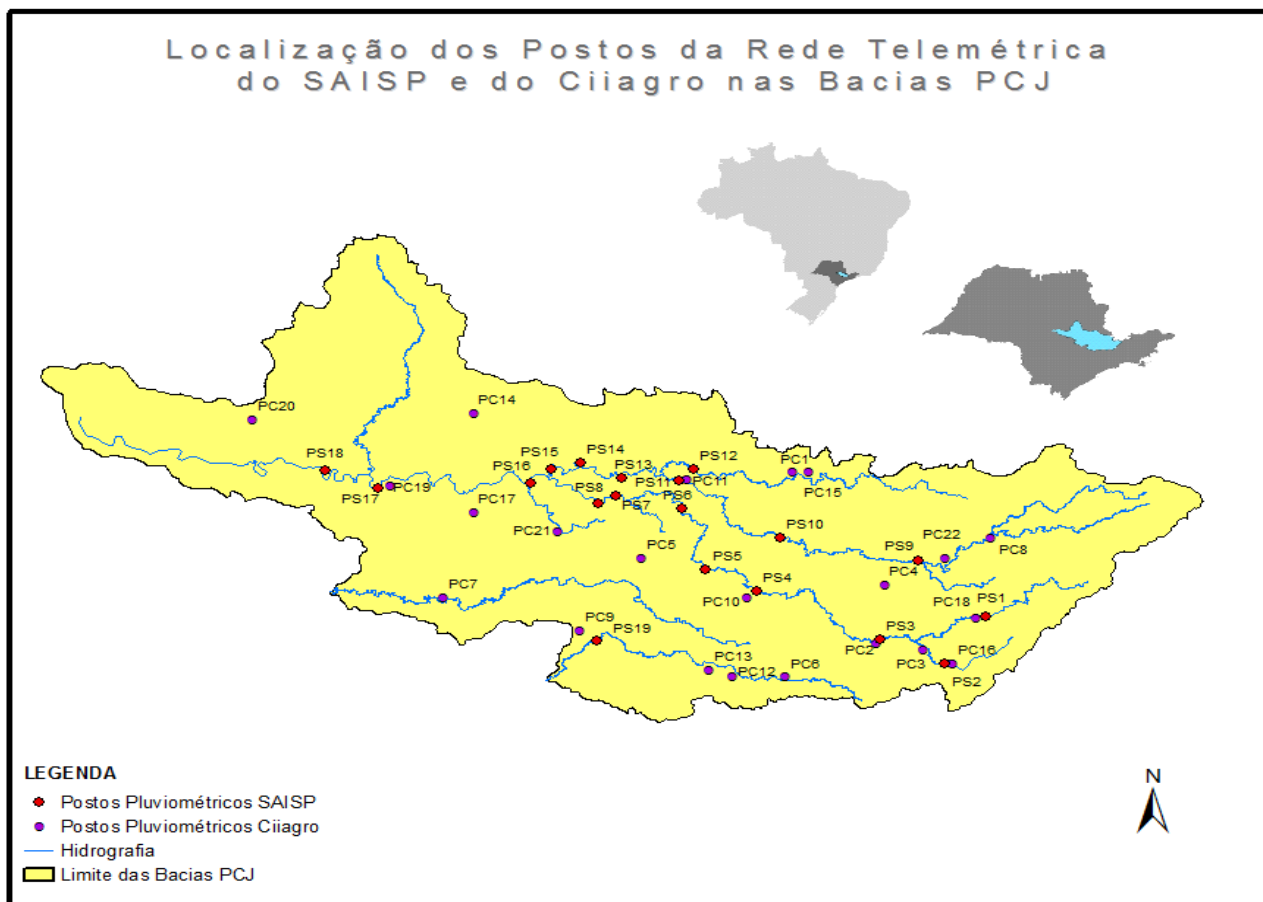 Localização dos Postos da Rede Telemétrica
do SAISP e do Ciiagro nas Bacias PCJ
PC20
PC14
PS18
PS17
PC19
PC17
PS16
PS15
PS14
PS13
PS8
PS7
PS11
PS12
PC11
PS6
PC1
PC15
PC21
PC5
PS5
PS10
PS9
PC22
PC8
PC4
PS4
PC10
PC7
PC9
PS19
PC18
PS1
PS3
PC2
PC3
PC16
PS2
PC13
PC12
PC6
N
LEGENDA
Postos Pluviométricos SAISP
Postos Pluviométricos Ciiagro
Hidrografia
Limite das Bacias PCJ